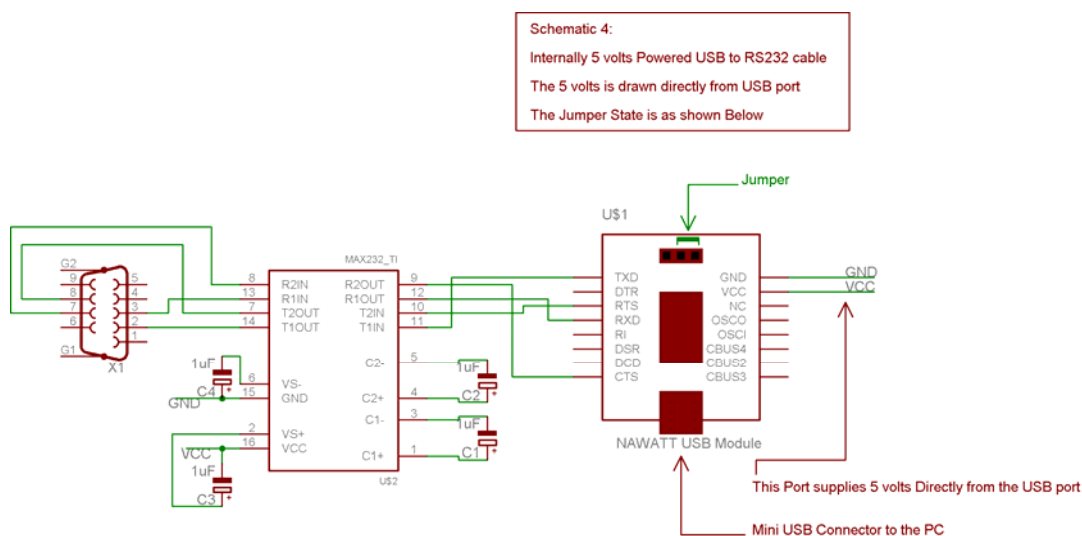 Schematic 4:
Internally 5 volts Powered USB to RS232 cable
The 5 volts is drawn directly from USB port
The Jumper State is as shown Below
Jumper
U$1
TXD
DTR
RTS
RXD
RI
DSR
DCD
CTS
GND
VCC
NC
OSCO
OSCI
CBUS4
CBUS2
CBUS3
GND
VCC
NAWATT USB Module
This Port supplies 5 volts Directly from the USB port
Mini USB Connector to the PC
MAX232_TI
8 R2IN R2OUT 9
13 R1IN R1OUT 12
7 T2OUT T2IN 10
14 T1OUT T1IN 11
C2- 5
6 VS-
15 GND C2+ 4
C1- 3
2 VS+
16 VCC
C1+ 1
U$2
1uF
C4
GND
VCC
1uF
C3
1uF
C2
1uF
C1
G2
9
8
7
6
G1
5
4
3
2
1
X1